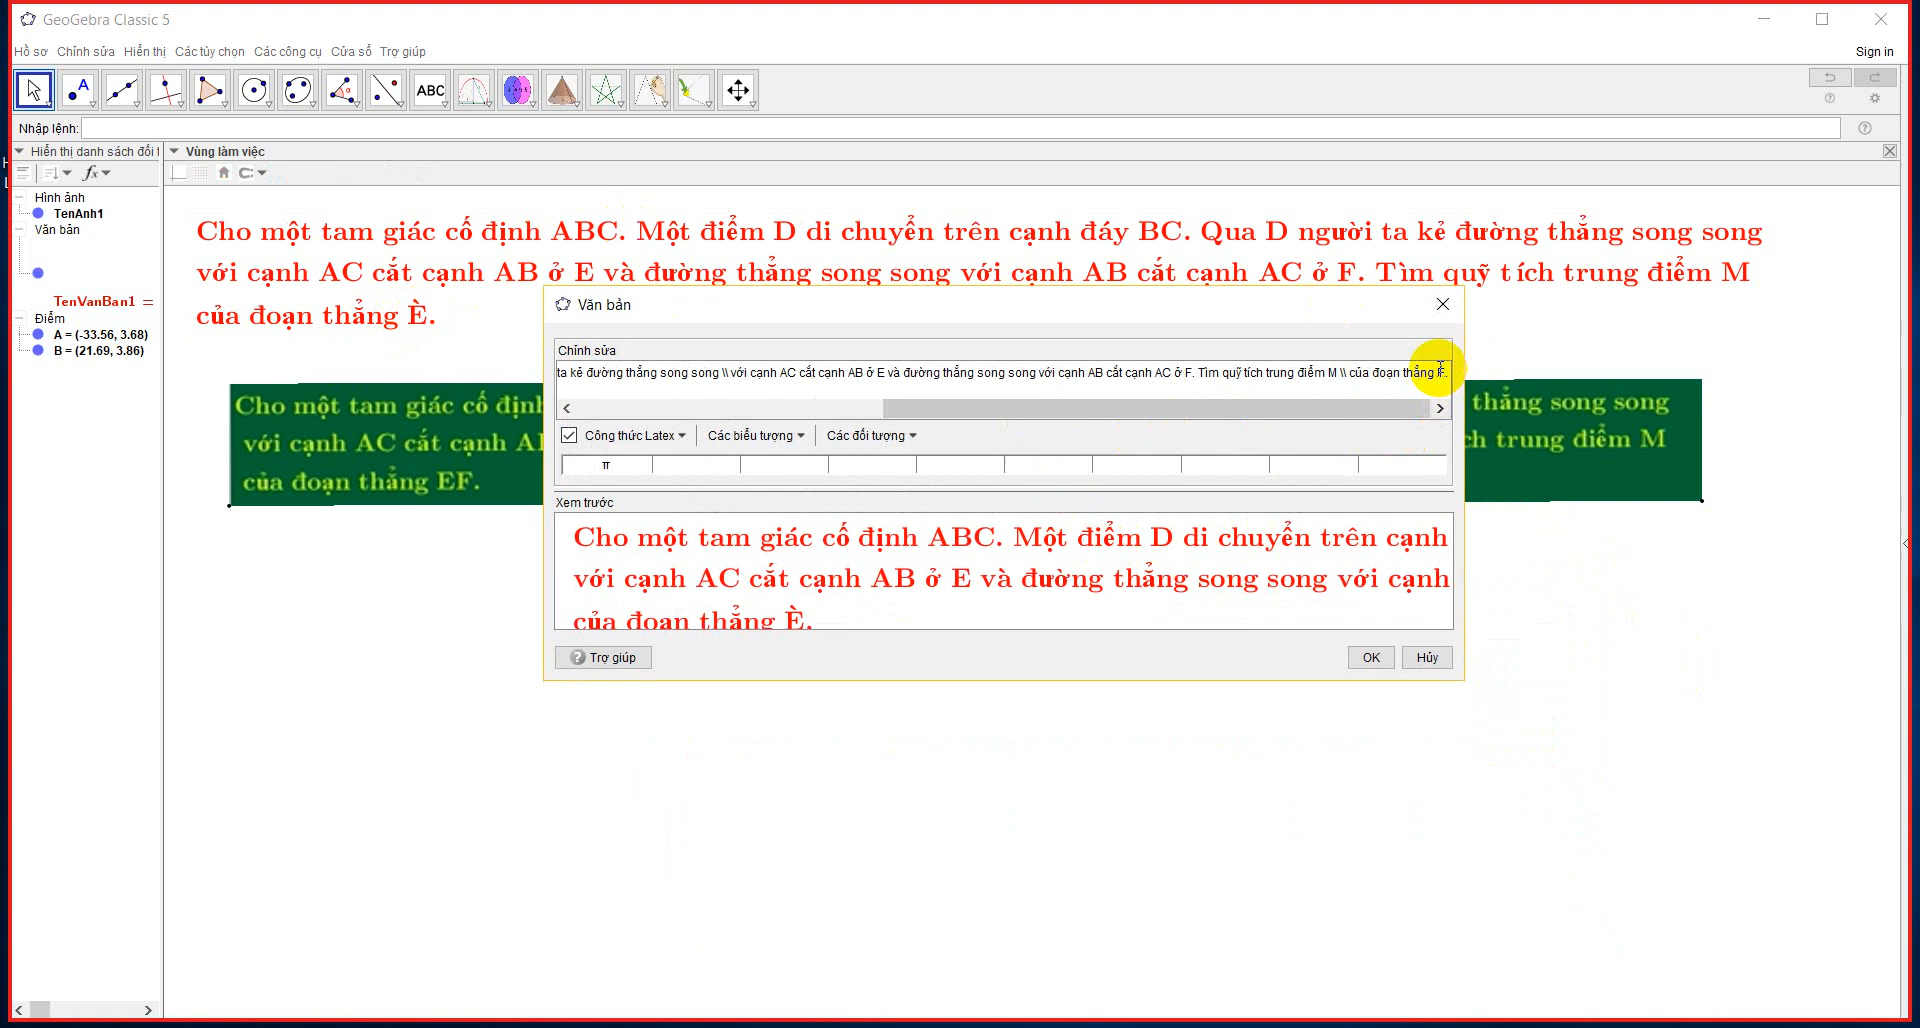 GeoGebra Classic 5
Hồ sơ Chỉnh sửa Hiển thị Các tùy chọn Các công cụ Cửa sổ Trợ giúp
Sign in
ABC
Nhập lệnh:
Hiển thị danh sách đối t
Vùng làm việc
fx
Hình ảnh
TenAnh1
Văn bản
TenVanBan1 =
Điểm
A = (-33.56, 3.68)
B = (21.69, 3.86)
Cho một tam giác cố định ABC. Một điểm D di chuyển trên cạnh đáy BC. Qua D người ta kẻ đường thẳng song song
với cạnh AC cắt cạnh AB ở E và đường thẳng song song với cạnh AB cắt cạnh AC ở F. Tìm quỹ tích trung điểm M
của đoạn thẳng È.
Cho một tam giác cố định
với cạnh AC cắt cạnh
của đoạn thẳng EF.
thẳng song song
ch trung điểm M
Văn bản
Chỉnh sửa
ta kẻ đường thẳng song song \\ với cạnh AC cắt cạnh AB ở E và đường thẳng song song với cạnh AB cắt cạnh AC ở F. Tìm quỹ tích trung điểm M \\ của đoạn thẳng
Công thức Latex Các biểu tượng Các đối tượng
π
Xem trước
Cho một tam giác cố định ABC. Một điểm D di chuyển trên cạnh
với cạnh AC cắt cạnh AB ở E và đường thẳng song song với cạnh
của đoạn thẳng È.
Trợ giúp
OK
Hủy